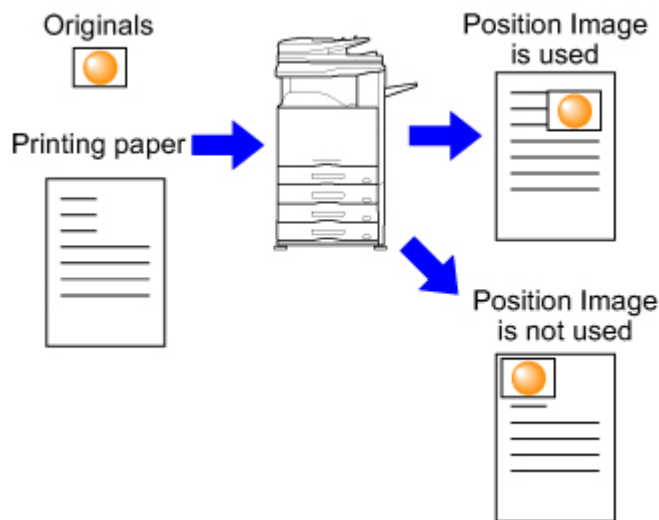 Originals
Printing paper
Position Image
is used
Position Image
is not used